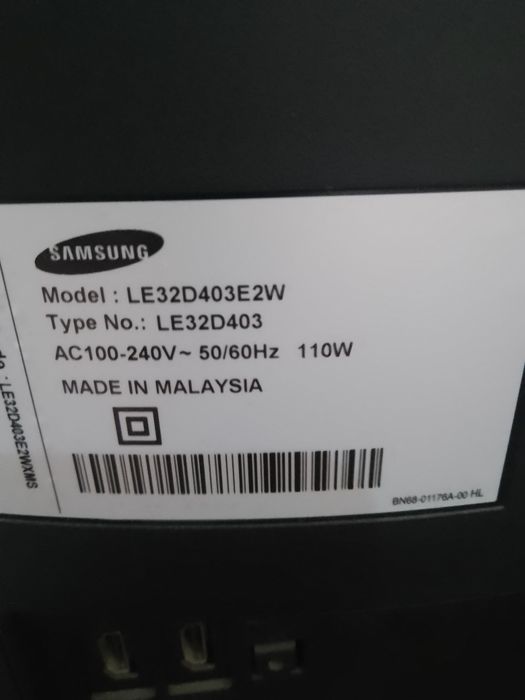 SAMSUNG
Model : LE32D403E2W
Type No.: LE32D403
AC100-240V~ 50/60Hz 110W
MADE IN MALAYSIA
BN68-01176A-00 HL
LE32D403E2WXMS